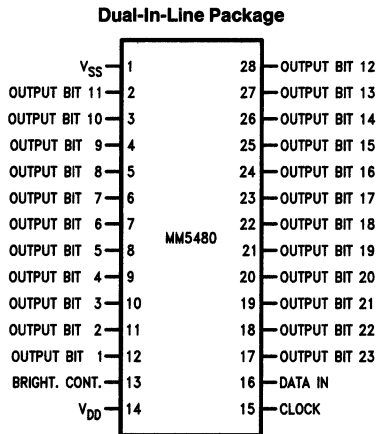 Dual-In-Line Package
V_SS 1 28 OUTPUT BIT 12
OUTPUT BIT 11 2 27 OUTPUT BIT 13
OUTPUT BIT 10 3 26 OUTPUT BIT 14
OUTPUT BIT 9 4 25 OUTPUT BIT 15
OUTPUT BIT 8 5 24 OUTPUT BIT 16
OUTPUT BIT 7 6 23 OUTPUT BIT 17
OUTPUT BIT 6 7 22 OUTPUT BIT 18
MM5480
OUTPUT BIT 5 8 21 OUTPUT BIT 19
OUTPUT BIT 4 9 20 OUTPUT BIT 20
OUTPUT BIT 3 10 19 OUTPUT BIT 21
OUTPUT BIT 2 11 18 OUTPUT BIT 22
OUTPUT BIT 1 12 17 OUTPUT BIT 23
BRIGHT. CONT. 13 16 DATA IN
V_DD 14 15 CLOCK